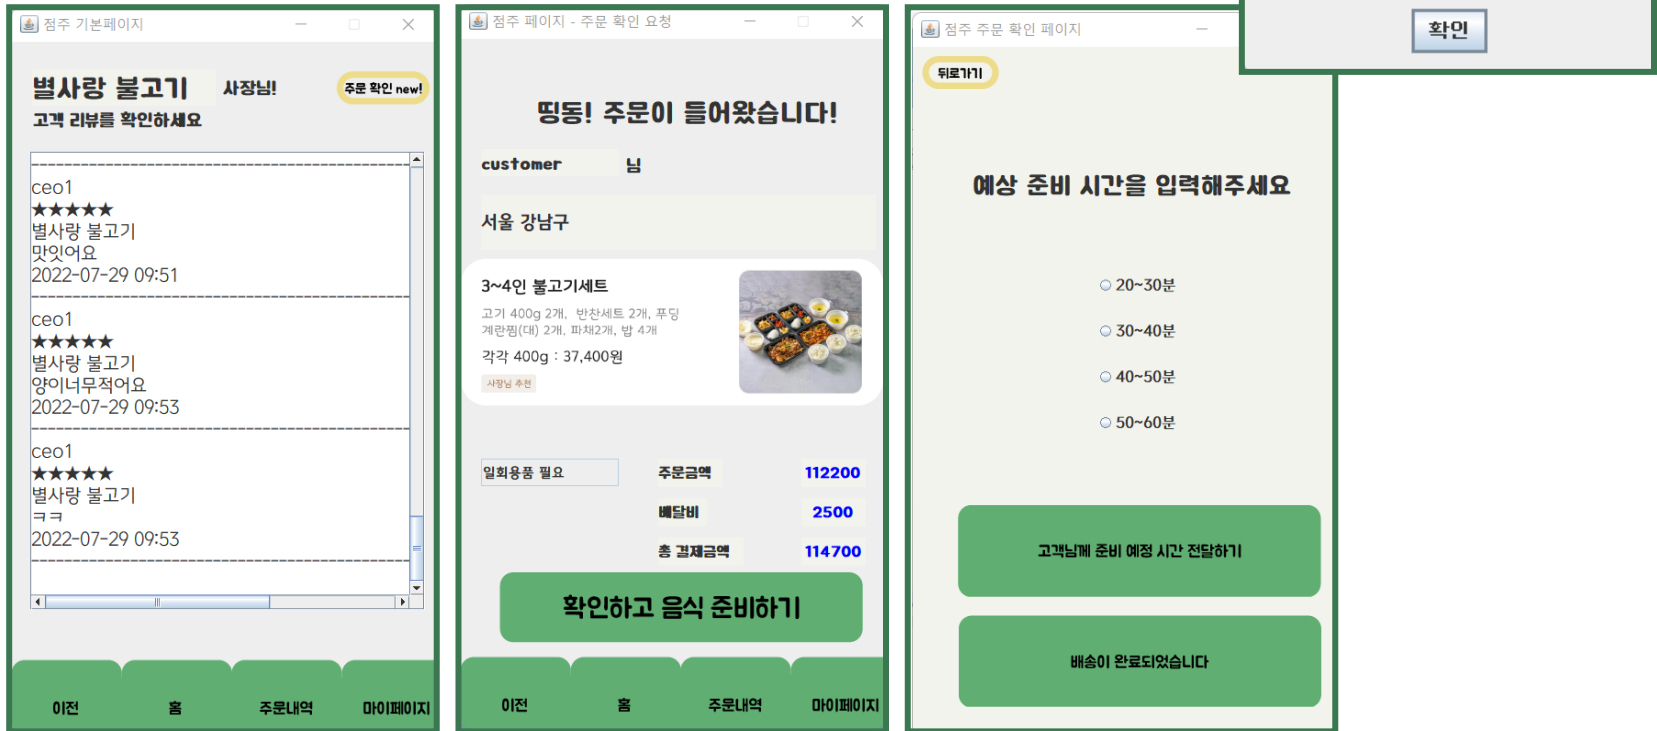 점주 기본페이지
별사랑 불고기 사장님!
주문 확인 new!
고객 리뷰를 확인하세요
ceo1
★★★★★
별사랑 불고기
맛잇어요
2022-07-29 09:51
ceo1
★★★★★
별사랑 불고기
양이너무적어요
2022-07-29 09:53
ceo1
★★★★★
별사랑 불고기
ㅋㅋ
2022-07-29 09:53
이전 홈 주문내역 마이페이지
점주 페이지 - 주문 확인 요청
띵동! 주문이 들어왔습니다!
customer 님
서울 강남구
3~4인 불고기세트
고기 400g 2개, 반찬세트 2개, 푸딩
계란찜(대) 2개, 파채2개, 밥 4개
각각 400g : 37,400원
사장님 추천
일회용품 필요
주문금액 112200
배달비 2500
총 결제금액 114700
확인하고 음식 준비하기
이전 홈 주문내역 마이페이지
점주 주문 확인 페이지
뒤로가기
예상 준비 시간을 입력해주세요
20~30분
30~40분
40~50분
50~60분
고객님께 준비 예정 시간 전달하기
배송이 완료되었습니다
확인